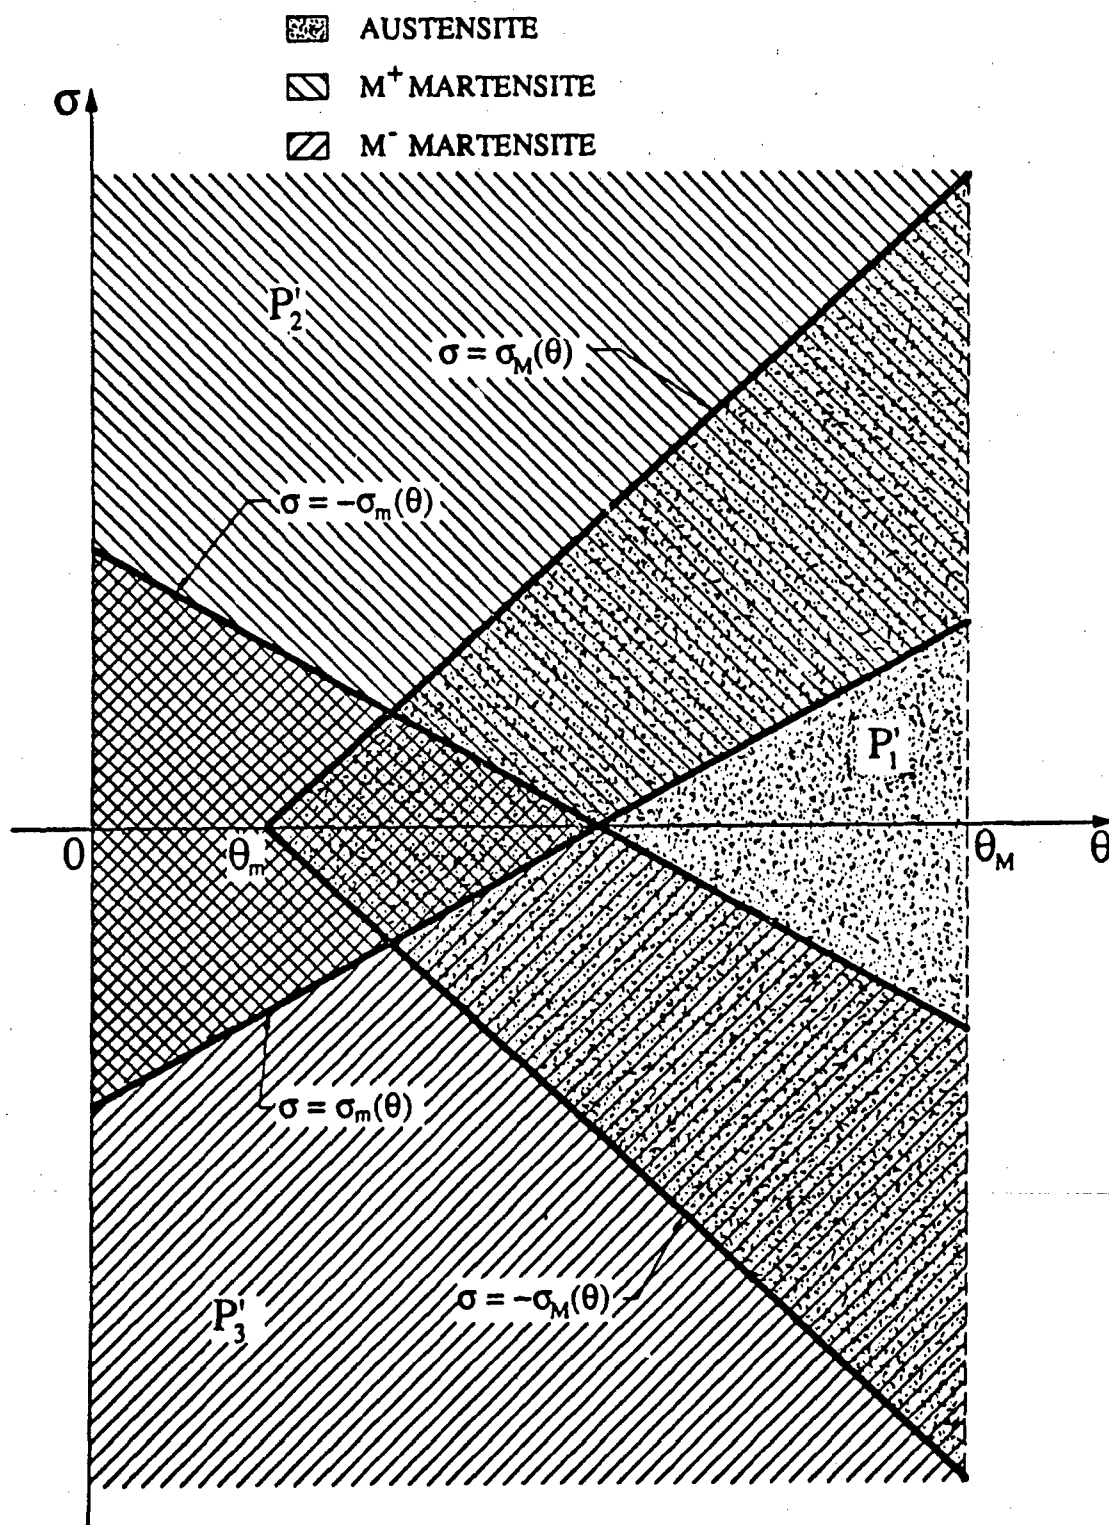 AUSTENSITE
M⁺ MARTENSITE
M⁻ MARTENSITE
σ
P'₂
σ = σ_M(θ)
σ = −σ_m(θ)
P'₁
0
θ_m
θ_M
θ
σ = σ_m(θ)
σ = −σ_M(θ)
P'₃